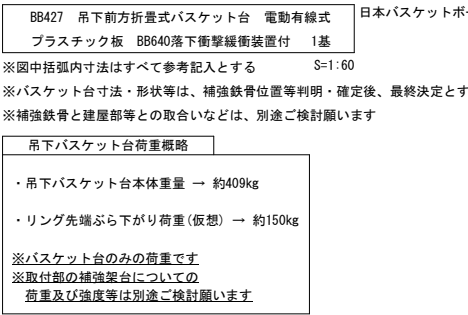 BB427　吊下前方折畳式バスケット台　電動有線式
プラスチック板　BB640落下衝撃緩衝装置付　1基
日本バスケットボ
※図中括弧内寸法はすべて参考記入とする
S=1:60
※バスケット台寸法・形状等は、補強鉄骨位置等判明・確定後、最終決定とす
※補強鉄骨と建屋部等との取合いなどは、別途ご検討願います
吊下バスケット台荷重概略
・吊下バスケット台本体重量 → 約409kg
・リング先端ぶら下がり荷重(仮想) → 約150kg
※バスケット台のみの荷重です
※取付部の補強架台についての
荷重及び強度等は別途ご検討願います